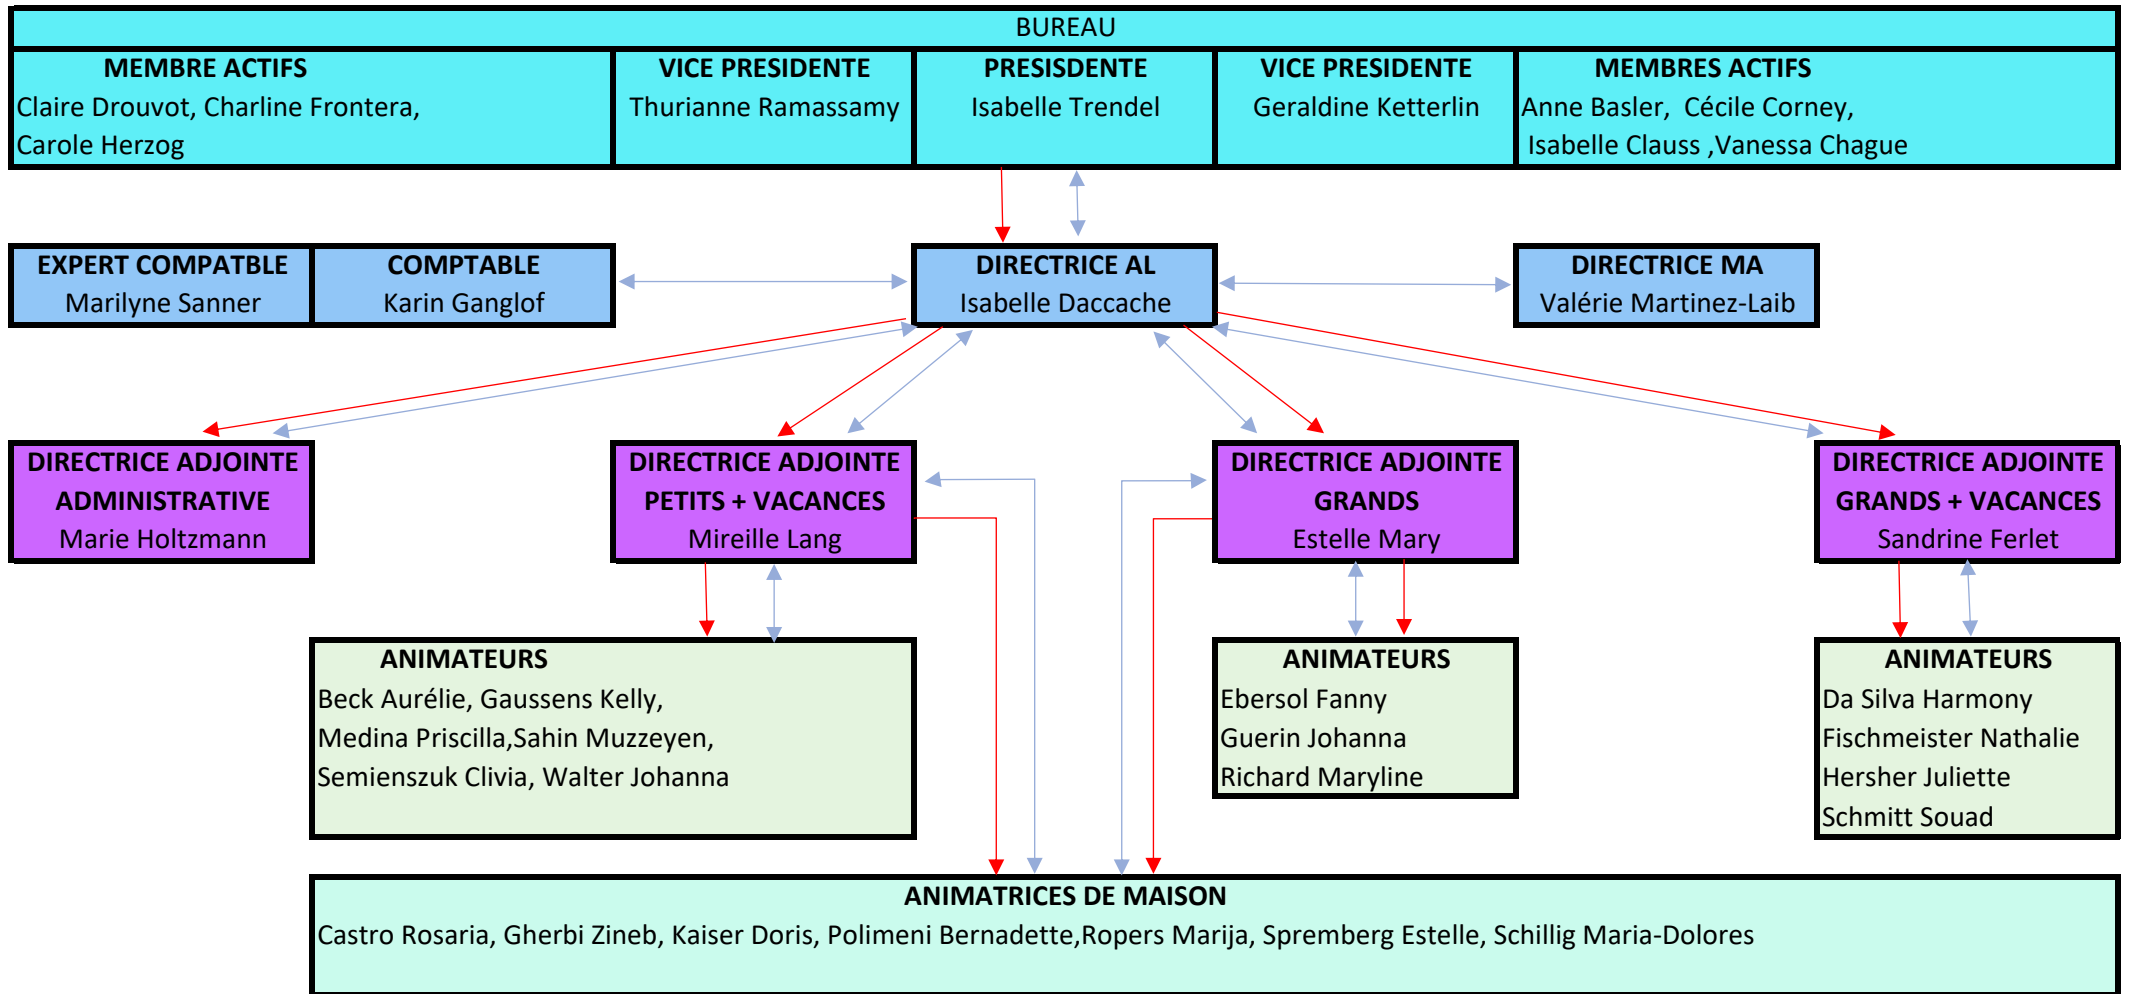 BUREAU
MEMBRE ACTIFS
Claire Drouvot, Charline Frontera,
Carole Herzog
VICE PRESIDENTE
Thurianne Ramassamy
PRESISDENTE
Isabelle Trendel
VICE PRESIDENTE
Geraldine Ketterlin
MEMBRES ACTIFS
Anne Basler,  Cécile Corney,
Isabelle Clauss ,Vanessa Chague
EXPERT COMPATBLE
Marilyne Sanner
COMPTABLE
Karin Ganglof
DIRECTRICE AL
Isabelle Daccache
DIRECTRICE MA
Valérie Martinez-Laib
DIRECTRICE ADJOINTE
ADMINISTRATIVE
Marie Holtzmann
DIRECTRICE ADJOINTE
PETITS + VACANCES
Mireille Lang
DIRECTRICE ADJOINTE
GRANDS
Estelle Mary
DIRECTRICE ADJOINTE
GRANDS + VACANCES
Sandrine Ferlet
ANIMATEURS
Beck Aurélie, Gaussens Kelly,
Medina Priscilla,Sahin Muzzeyen,
Semienszuk Clivia, Walter Johanna
ANIMATEURS
Ebersol Fanny
Guerin Johanna
Richard Maryline
ANIMATEURS
Da Silva Harmony
Fischmeister Nathalie
Hersher Juliette
Schmitt Souad
ANIMATRICES DE MAISON
Castro Rosaria, Gherbi Zineb, Kaiser Doris, Polimeni Bernadette,Ropers Marija, Spremberg Estelle, Schillig Maria-Dolores